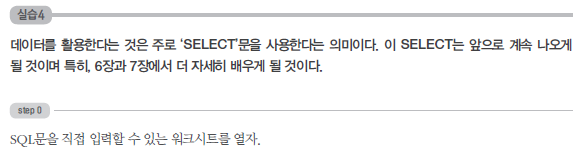 실습4
데이터를 활용한다는 것은 주로 ‘SELECT’문을 사용한다는 의미이다. 이 SELECT는 앞으로 계속 나오게
될 것이며 특히, 6장과 7장에서 더 자세히 배우게 될 것이다.
step 0
SQL문을 직접 입력할 수 있는 워크시트를 열자.